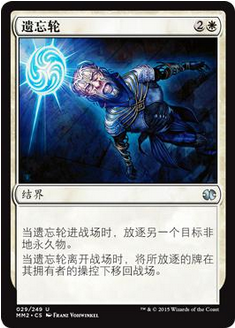 遗忘轮 2
结界
当遗忘轮进战场时，放逐另一个目标非
地永久物。
当遗忘轮离开战场时，将所放逐的牌在
其拥有者的操控下移回战场。
029/249 U
MM2 • CS Franz Vohwinkel
™ & © 2015 Wizards of the Coast